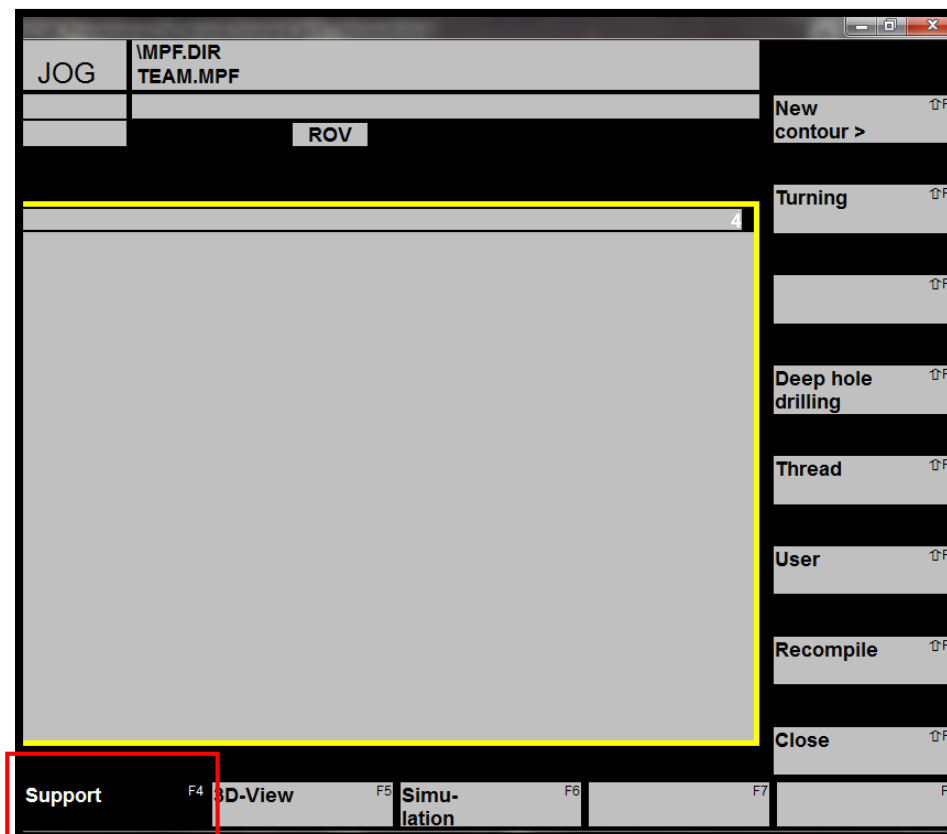 \MPF.DIR
JOG
TEAM.MPF
ROV
4
New
contour >
⇧F
Turning
⇧F
⇧F
Deep hole
drilling
⇧F
Thread
⇧F
User
⇧F
Recompile
⇧F
Close
⇧F
Support F4
3D-View F5
Simu-
lation
F6
F7
F